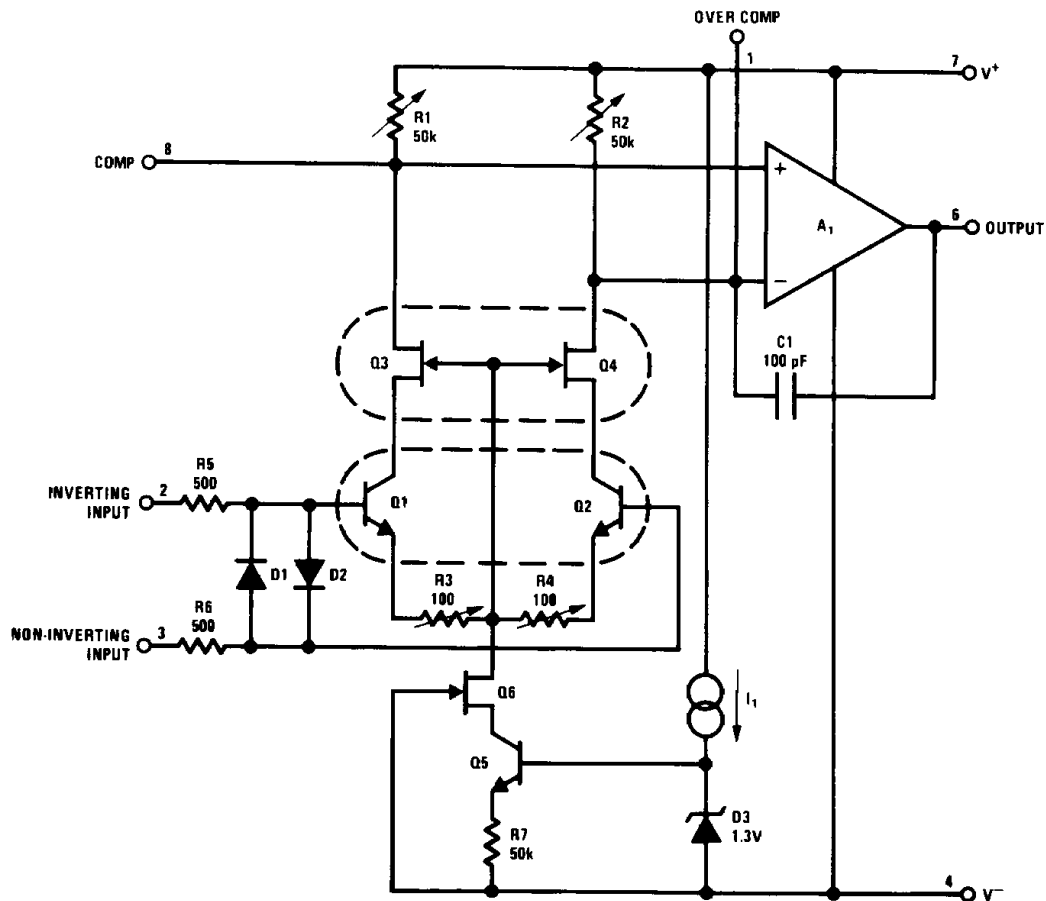 OVER COMP
1
7
V+
R1
50k
R2
50k
COMP
8
+
A1
6
OUTPUT
−
Q3
Q4
C1
100 pF
R5
500
INVERTING
INPUT
2
Q1
Q2
D1
D2
R3
100
R4
100
R6
500
NON-INVERTING
INPUT
3
Q6
I1
Q5
D3
1.3V
R7
50k
4
V−